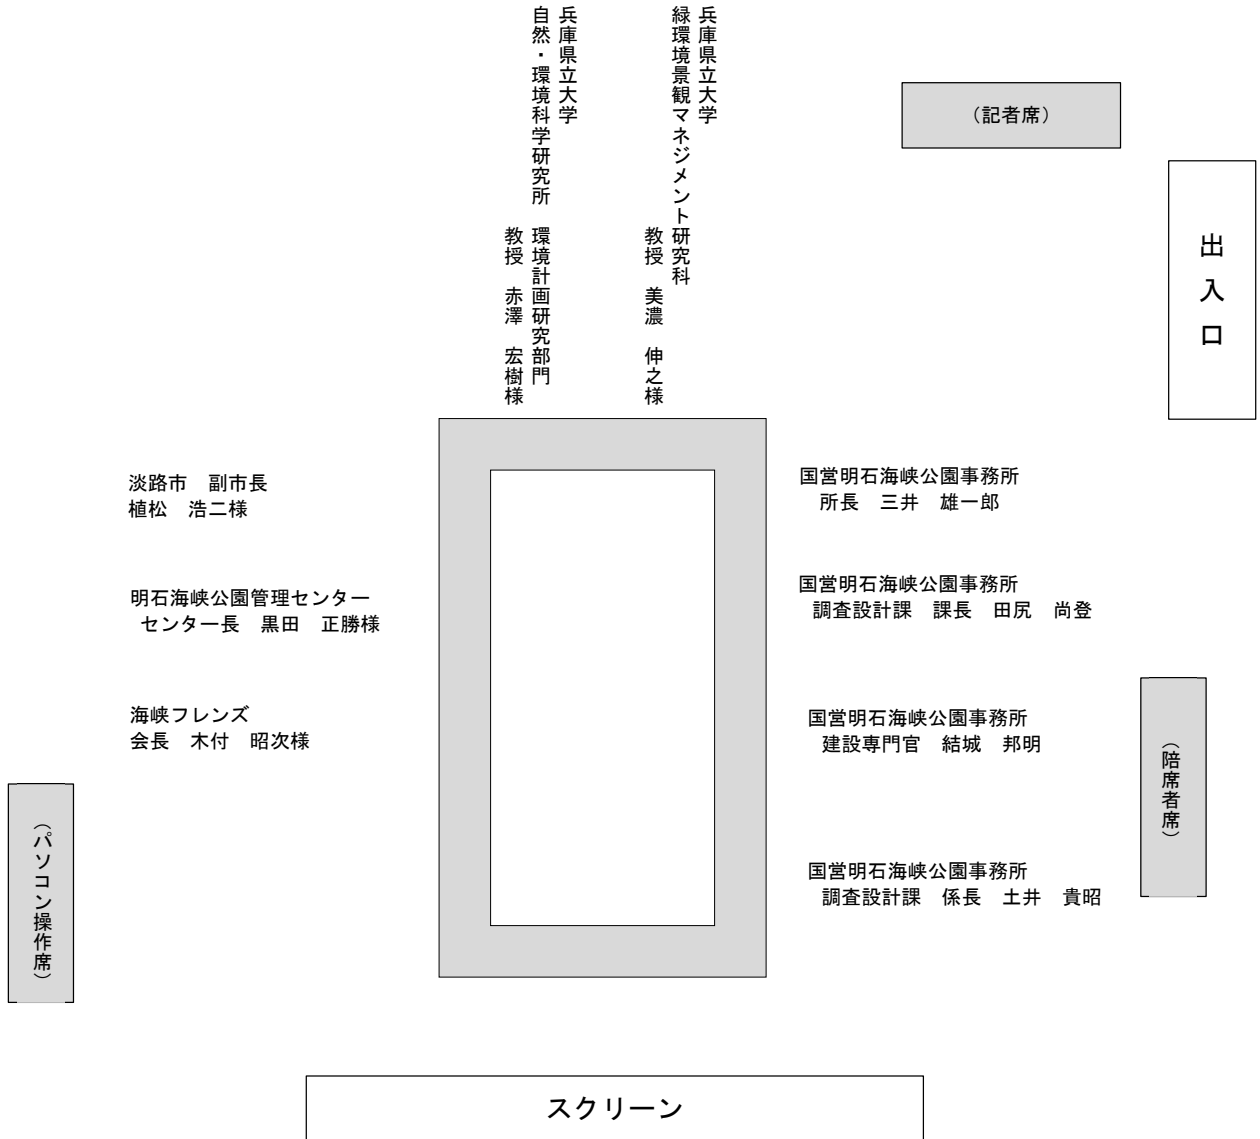 兵庫県立大学
緑環境景観マネジメント研究科
教授　美濃　伸之様
兵庫県立大学
自然・環境科学研究所　環境計画研究部門
教授　赤澤　宏樹様
（記者席）
出入口
淡路市　副市長
植松　浩二様
明石海峡公園管理センター
センター長　黒田　正勝様
海峡フレンズ
会長　木付　昭次様
国営明石海峡公園事務所
所長　三井　雄一郎
国営明石海峡公園事務所
調査設計課　課長　田尻　尚登
国営明石海峡公園事務所
建設専門官　結城　邦明
国営明石海峡公園事務所
調査設計課　係長　土井　貴昭
（陪席者席）
（パソコン操作席）
スクリーン